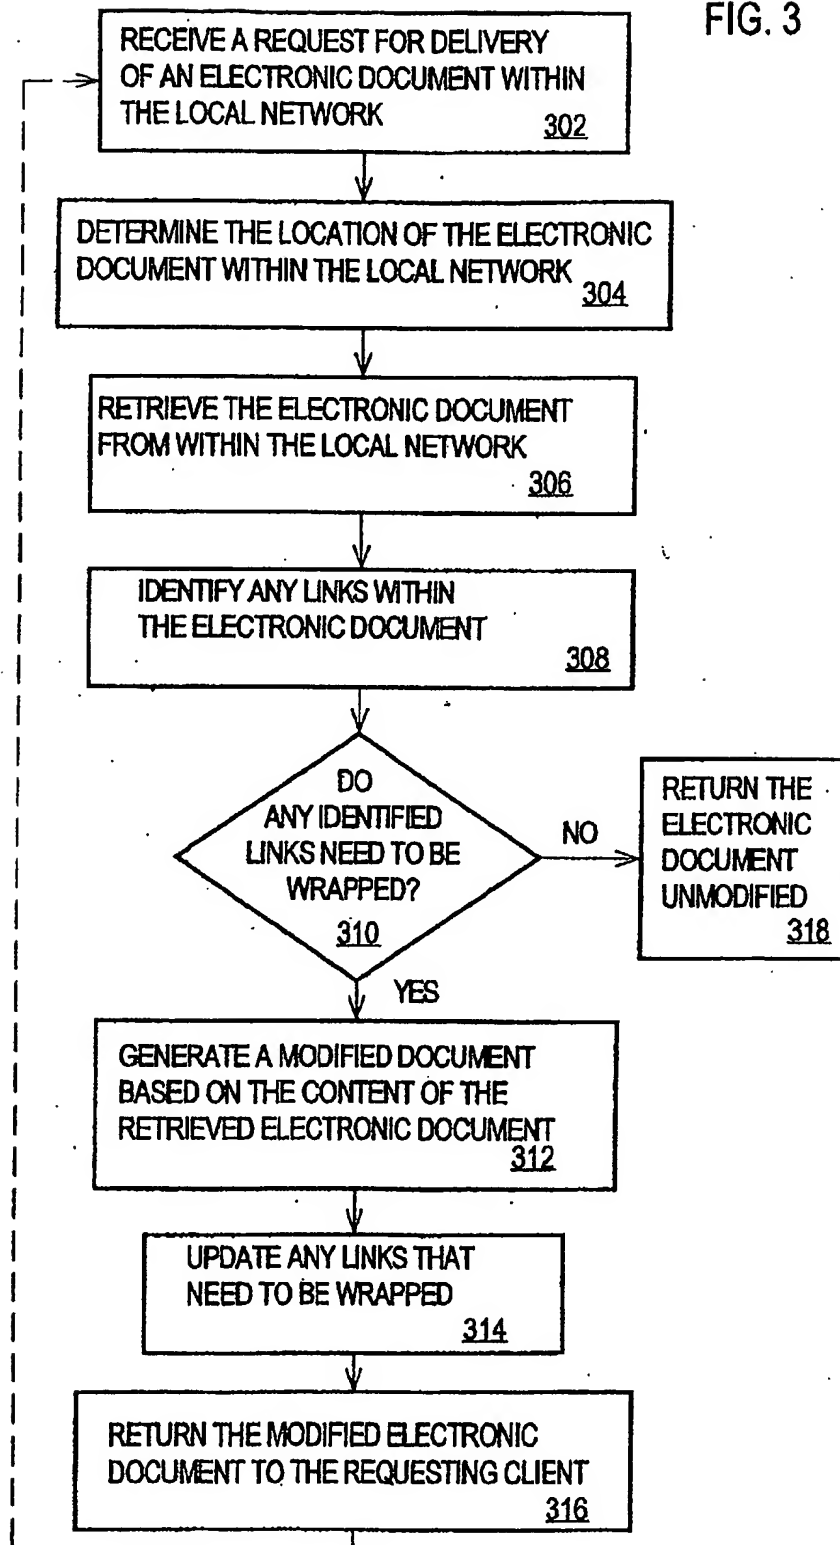 FIG. 3
RECEIVE A REQUEST FOR DELIVERY
OF AN ELECTRONIC DOCUMENT WITHIN
THE LOCAL NETWORK
302
DETERMINE THE LOCATION OF THE ELECTRONIC
DOCUMENT WITHIN THE LOCAL NETWORK
304
RETRIEVE THE ELECTRONIC DOCUMENT
FROM WITHIN THE LOCAL NETWORK
306
IDENTIFY ANY LINKS WITHIN
THE ELECTRONIC DOCUMENT
308
DO
ANY IDENTIFIED
LINKS NEED TO BE
WRAPPED?
310
NO
RETURN THE
ELECTRONIC
DOCUMENT
UNMODIFIED
318
YES
GENERATE A MODIFIED DOCUMENT
BASED ON THE CONTENT OF THE
RETRIEVED ELECTRONIC DOCUMENT
312
UPDATE ANY LINKS THAT
NEED TO BE WRAPPED
314
RETURN THE MODIFIED ELECTRONIC
DOCUMENT TO THE REQUESTING CLIENT
316